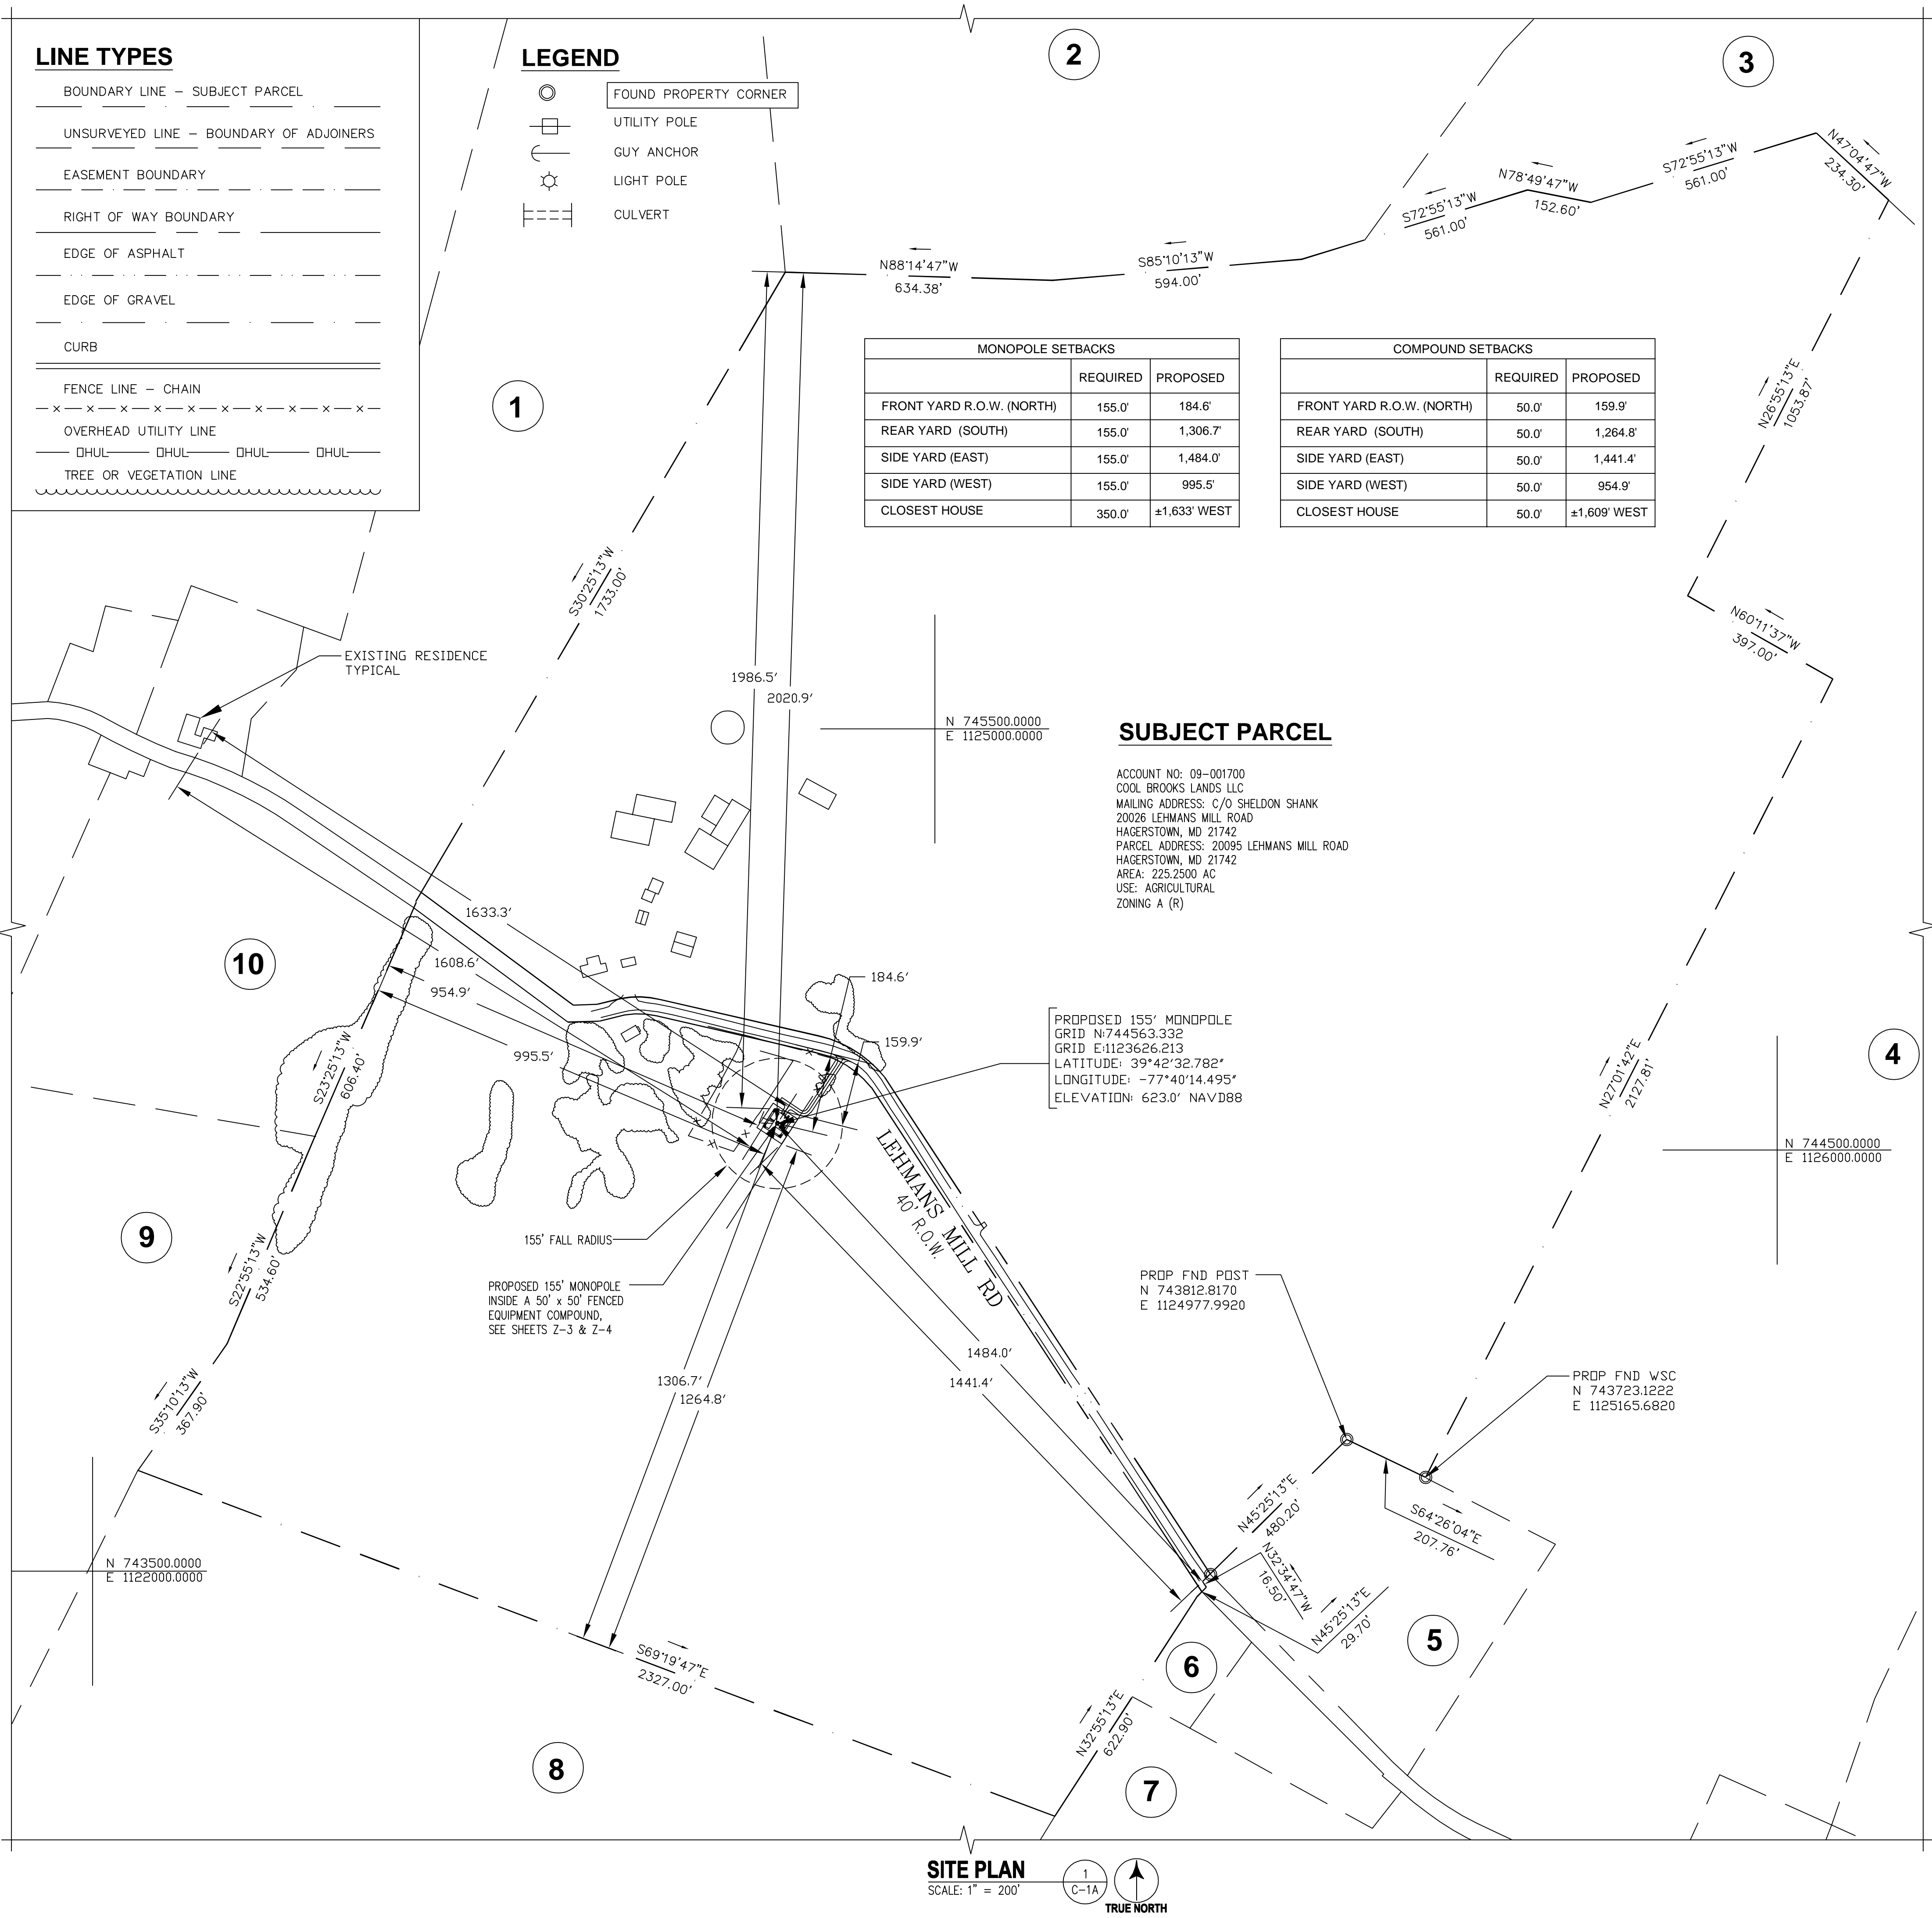 LINE TYPES
BOUNDARY LINE – SUBJECT PARCEL
UNSURVEYED LINE – BOUNDARY OF ADJOINERS
EASEMENT BOUNDARY
RIGHT OF WAY BOUNDARY
EDGE OF ASPHALT
EDGE OF GRAVEL
CURB
FENCE LINE – CHAIN
x x x x x x x x x x
OVERHEAD UTILITY LINE
OHUL OHUL OHUL OHUL
TREE OR VEGETATION LINE
LEGEND
FOUND PROPERTY CORNER
UTILITY POLE
GUY ANCHOR
LIGHT POLE
CULVERT
2
3
1
N88°14'47"W
634.38'
S85°10'13"W
594.00'
S72°55'13"W
561.00'
N78°49'47"W
152.60'
S72°55'13"W
561.00'
N47°04'47"W
234.30'
N26°55'13"E
1053.87'
N60°11'37"W
397.00'
MONOPOLE SETBACKS
REQUIRED PROPOSED
FRONT YARD R.O.W. (NORTH) 155.0' 184.6'
REAR YARD (SOUTH) 155.0' 1,306.7'
SIDE YARD (EAST) 155.0' 1,484.0'
SIDE YARD (WEST) 155.0' 995.5'
CLOSEST HOUSE 350.0' ±1,633' WEST
COMPOUND SETBACKS
REQUIRED PROPOSED
FRONT YARD R.O.W. (NORTH) 50.0' 159.9'
REAR YARD (SOUTH) 50.0' 1,264.8'
SIDE YARD (EAST) 50.0' 1,441.4'
SIDE YARD (WEST) 50.0' 954.9'
CLOSEST HOUSE 50.0' ±1,609' WEST
S30°25'13"W
1733.00'
EXISTING RESIDENCE
TYPICAL
1986.5'
2020.9'
N 745500.0000
E 1125000.0000
SUBJECT PARCEL
ACCOUNT NO: 09-001700
COOL BROOKS LANDS LLC
MAILING ADDRESS: C/O SHELDON SHANK
20026 LEHMANS MILL ROAD
HAGERSTOWN, MD 21742
PARCEL ADDRESS: 20095 LEHMANS MILL ROAD
HAGERSTOWN, MD 21742
AREA: 225.2500 AC
USE: AGRICULTURAL
ZONING A (R)
1633.3'
1608.6'
954.9'
995.5'
10
184.6'
159.9'
PROPOSED 155' MONOPOLE
GRID N:744563.332
GRID E:1123626.213
LATITUDE: 39°42'32.782"
LONGITUDE: -77°40'14.495"
ELEVATION: 623.0' NAVD88
4
N27°01'42"E
2127.81'
N 744500.0000
E 1126000.0000
S23°25'13"W
606.40'
LEHMANS MILL RD
40' R.O.W.
9
S22°55'13"W
534.60'
155' FALL RADIUS
PROPOSED 155' MONOPOLE
INSIDE A 50' x 50' FENCED
EQUIPMENT COMPOUND,
SEE SHEETS Z-3 & Z-4
PROP FND POST
N 743812.8170
E 1124977.9920
1484.0'
1441.4'
1306.7'
1264.8'
PROP FND WSC
N 743723.1222
E 1125165.6820
S35°10'13"W
367.90'
N45°25'13"E
480.20'
S64°26'04"E
207.76'
N32°34'47"W
16.50'
N45°25'13"E
29.70'
N 743500.0000
E 1122000.0000
S69°19'47"E
2327.00'
5
6
N32°55'13"E
622.90'
8
7
SITE PLAN
SCALE: 1" = 200'
1
C-1A
TRUE NORTH